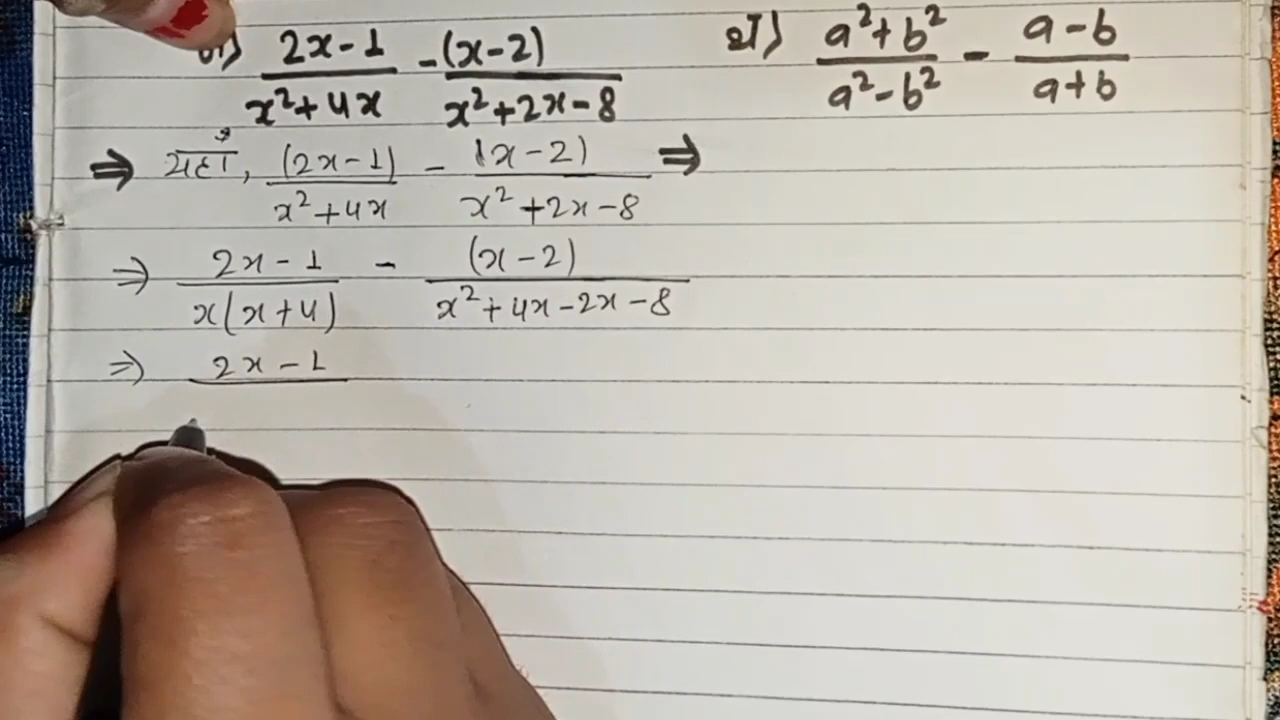 (2x-1)/(x²+4x) - (x-2)/(x²+2x-8)
⇒ यहाँ, (2x-1)/(x²+4x) - (x-2)/(x²+2x-8) ⇒
⇒ (2x-1)/(x(x+4)) - (x-2)/(x²+4x-2x-8)
⇒ 2x-1
(a²+b²)/(a²-b²) - (a-b)/(a+b)